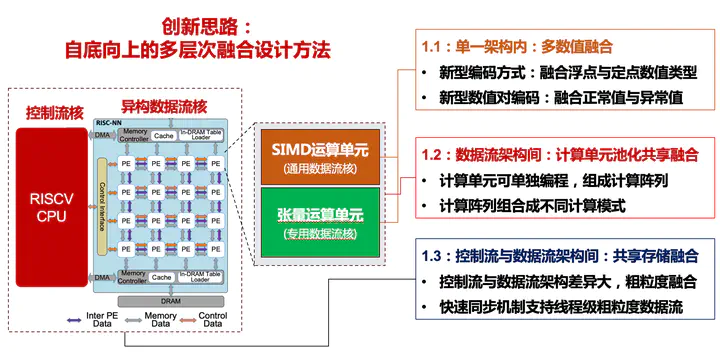 创新思路：
自底向上的多层次融合设计方法
控制流核
异构数据流核
RISC-NN
RISCV
CPU
DMA
Memory
Controller
Cache
In-DRAM Table
Loader
Control Interface
PE PE PE PE
PE PE PE PE
PE PE PE PE
PE PE PE PE
DMA
Memory
Controller
Cache
In-DRAM Table
Loader
DRAM
Inter PE
Data
Memory
Data
Control
Data
SIMD运算单元
(通用数据流核)
张量运算单元
(专用数据流核)
1.1：单一架构内：多数值融合
• 新型编码方式：融合浮点与定点数值类型
• 新型数值对编码：融合正常值与异常值
1.2：数据流架构间：计算单元池化共享融合
• 计算单元可单独编程，组成计算阵列
• 计算阵列组合成不同计算模式
1.3：控制流与数据流架构间：共享存储融合
• 控制流与数据流架构差异大，粗粒度融合
• 快速同步机制支持线程级粗粒度数据流